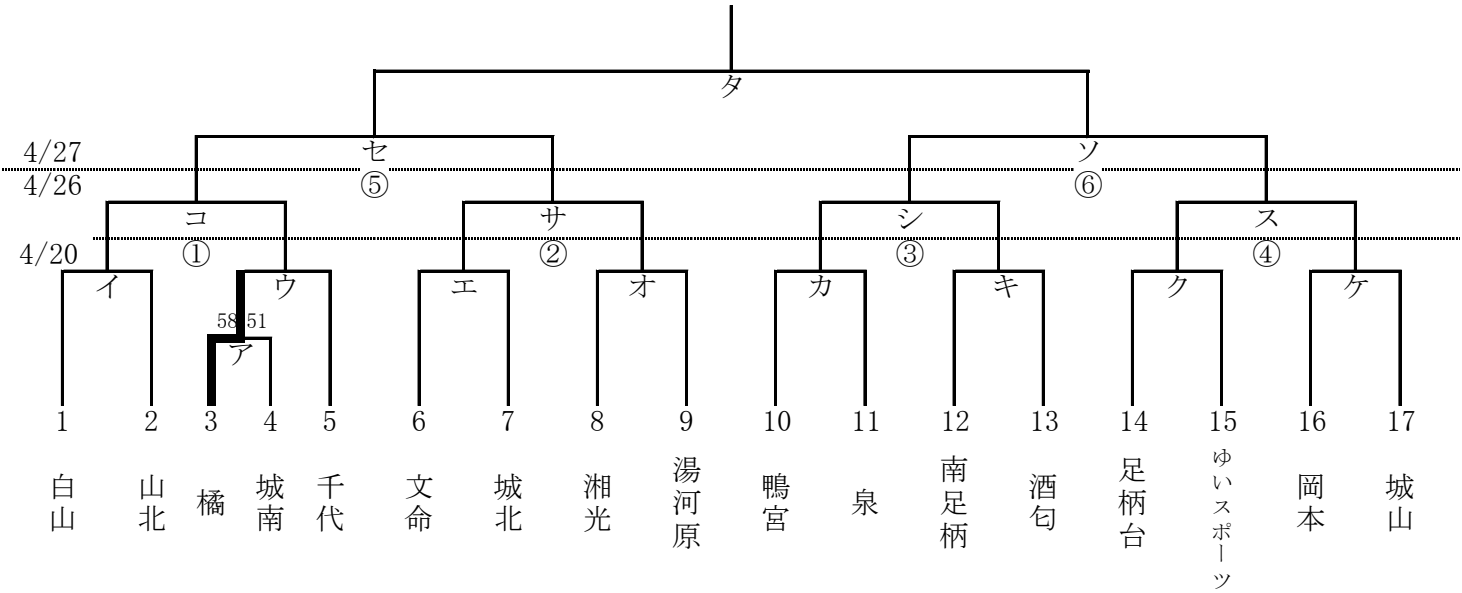 タ
4/27
セ
ソ
4/26
⑤
⑥
コ
サ
シ
ス
4/20
①
②
③
④
イ
ウ
エ
オ
カ
キ
ク
ケ
58 51
ア
1 2 3 4 5 6 7 8 9 10 11 12 13 14 15 16 17
白山
山北
橘
城南
千代
文命
城北
湘光
湯河原
鴨宮
泉
南足柄
酒匂
足柄台
ゆいスポーツ
岡本
城山